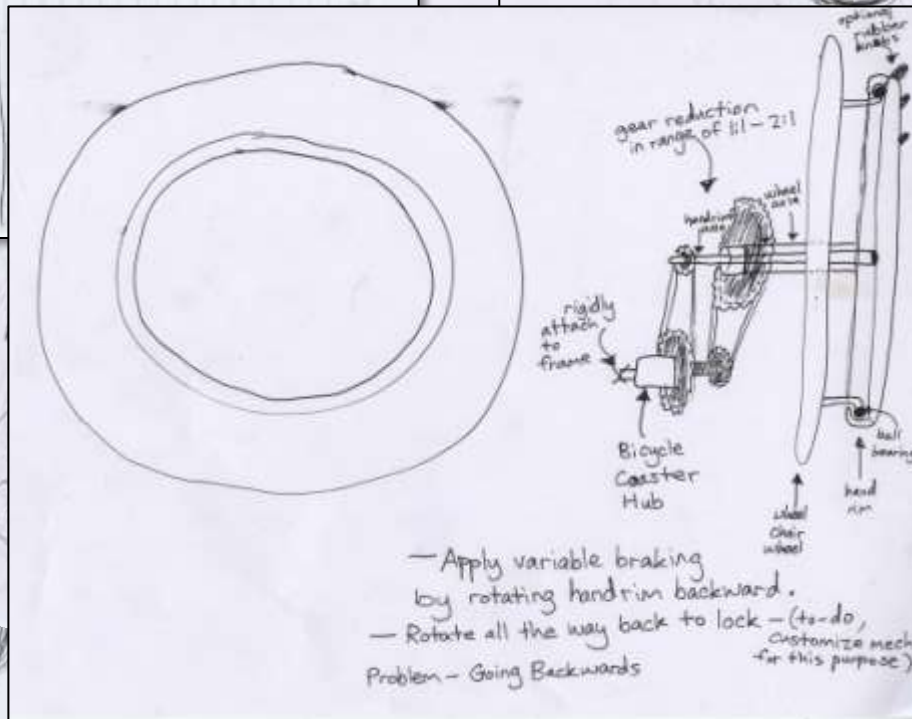 optional
rubber
knobs
gear reduction
in range of 1:1 - 2:1
handrim
axle
wheel
axle
rigidly
attach
to
frame
Bicycle
Coaster
Hub
ball
bearing
hand
rim
wheel
chair
wheel
— Apply variable braking
by rotating handrim backward.
— Rotate all the way back to lock — (to-do,
customize mech
for this purpose)
Problem - Going Backwards